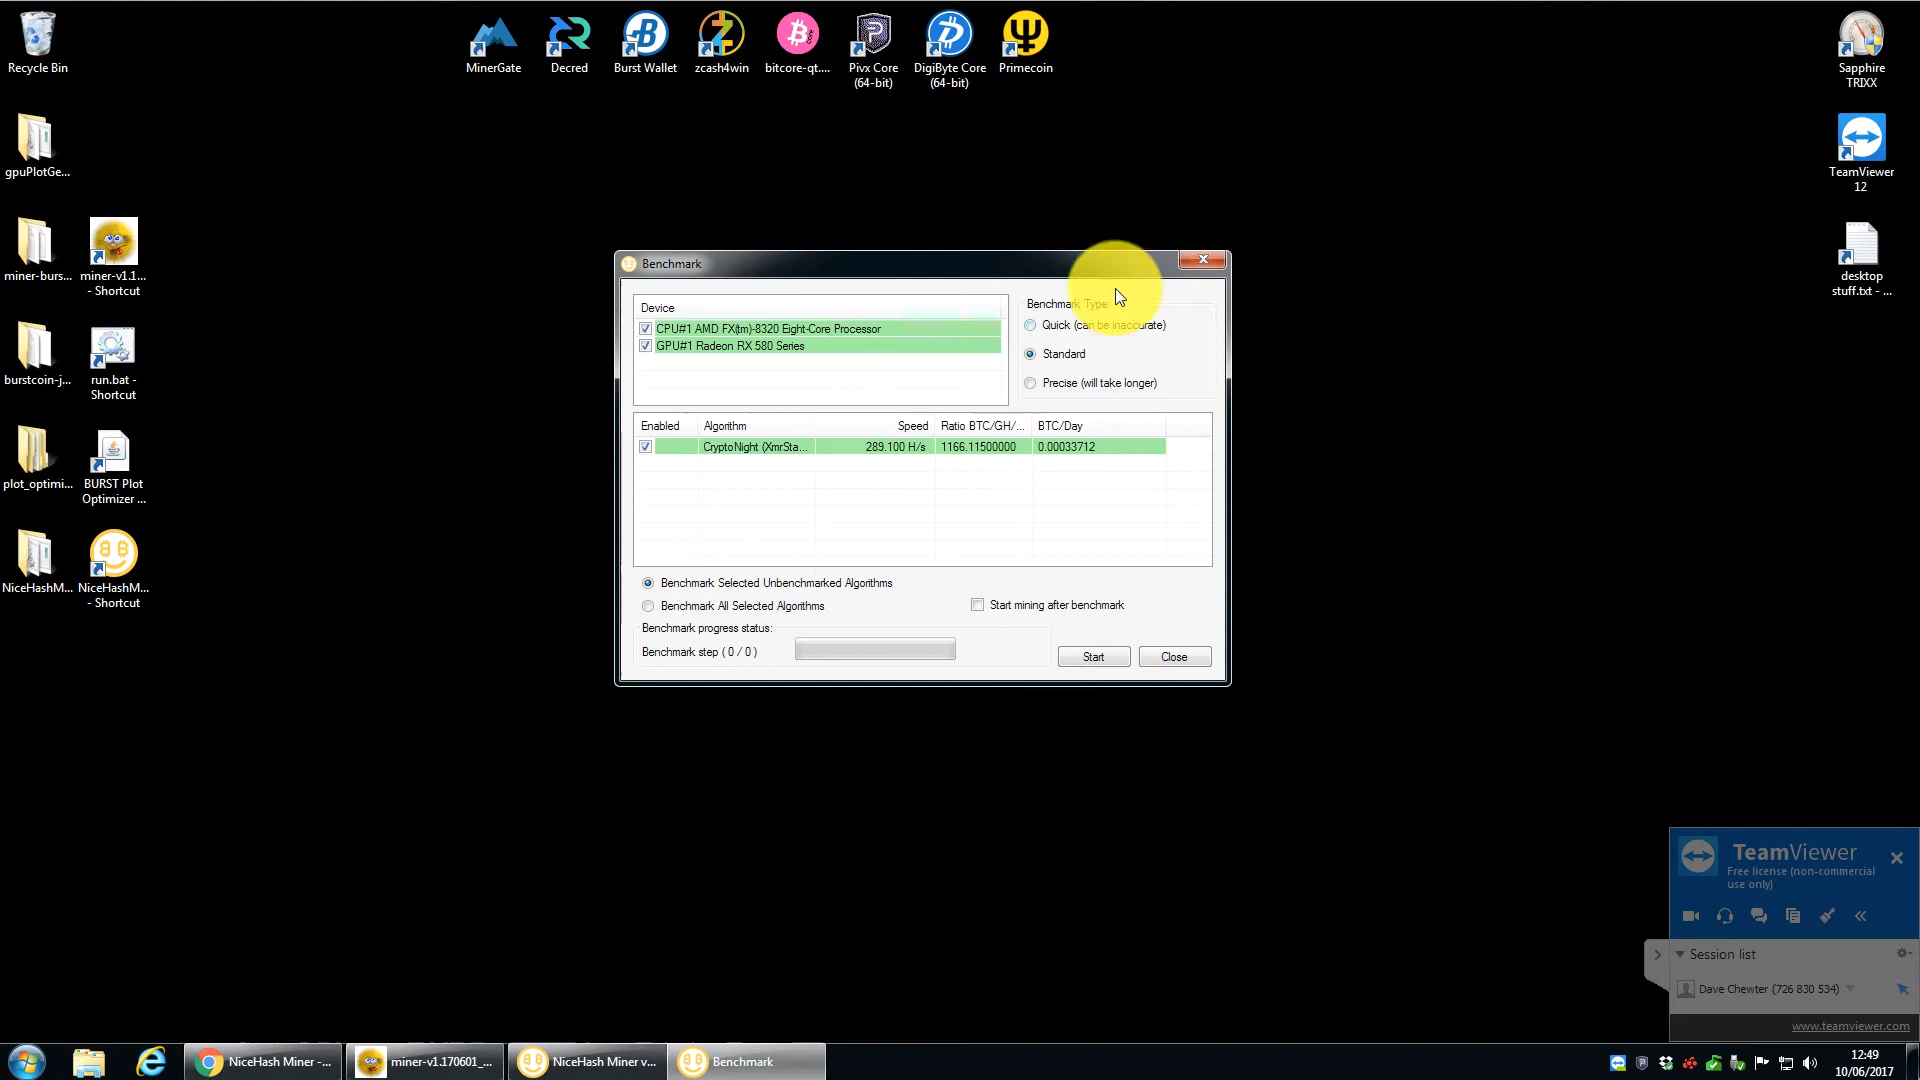 Recycle Bin
MinerGate
Decred
Burst Wallet
zcash4win
bitcore-qt....
Pivx Core
(64-bit)
DigiByte Core
(64-bit)
Primecoin
Sapphire
TRIXX
gpuPlotGe...
TeamViewer
12
miner-burs...
miner-v1.1...
- Shortcut
desktop
stuff.txt - ...
burstcoin-j...
run.bat -
Shortcut
plot_optimi...
BURST Plot
Optimizer ...
NiceHashM...
NiceHashM...
- Shortcut
Benchmark
Device
CPU#1 AMD FX(tm)-8320 Eight-Core Processor
GPU#1 Radeon RX 580 Series
Benchmark Type:
Quick (can be inaccurate)
Standard
Precise (will take longer)
Enabled Algorithm Speed Ratio BTC/GH/... BTC/Day
CryptoNight (XmrSta... 289.100 H/s 1166.11500000 0.00033712
Benchmark Selected Unbenchmarked Algorithms
Benchmark All Selected Algorithms
Start mining after benchmark
Benchmark progress status:
Benchmark step ( 0 / 0 )
Start
Close
TeamViewer
Free license (non-commercial
use only)
Session list
Dave Chewter (726 830 534)
www.teamviewer.com
NiceHash Miner -...
miner-v1.170601_...
NiceHash Miner v...
Benchmark
12:49
10/06/2017